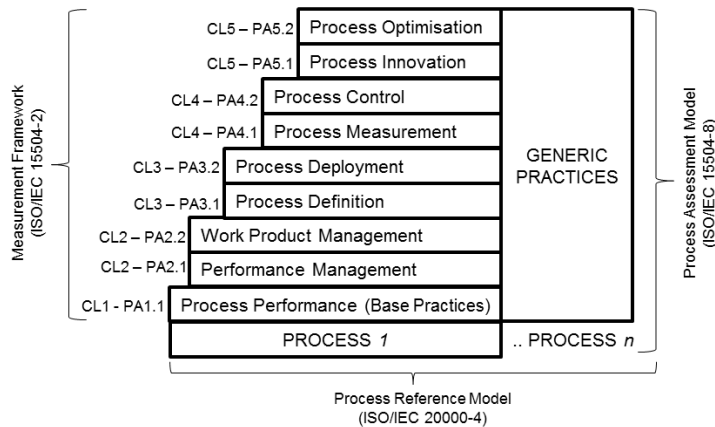 Measurement Framework
(ISO/IEC 15504-2)
CL5 – PA5.2 Process Optimisation
CL5 – PA5.1 Process Innovation
CL4 – PA4.2 Process Control
CL4 – PA4.1 Process Measurement
CL3 – PA3.2 Process Deployment
CL3 – PA3.1 Process Definition
CL2 – PA2.2 Work Product Management
CL2 – PA2.1 Performance Management
CL1 - PA1.1 Process Performance (Base Practices)
GENERIC
PRACTICES
PROCESS 1 .. PROCESS n
Process Assessment Model
(ISO/IEC 15504-8)
Process Reference Model
(ISO/IEC 20000-4)